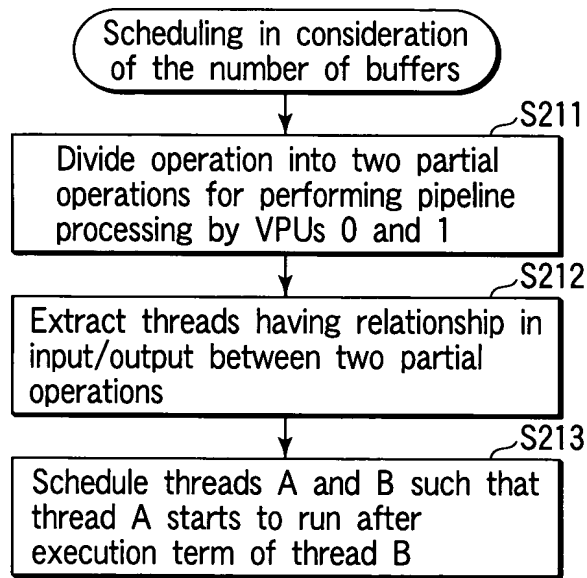 Scheduling in consideration
of the number of buffers
S211
Divide operation into two partial
operations for performing pipeline
processing by VPUs 0 and 1
S212
Extract threads having relationship in
input/output between two partial
operations
S213
Schedule threads A and B such that
thread A starts to run after
execution term of thread B